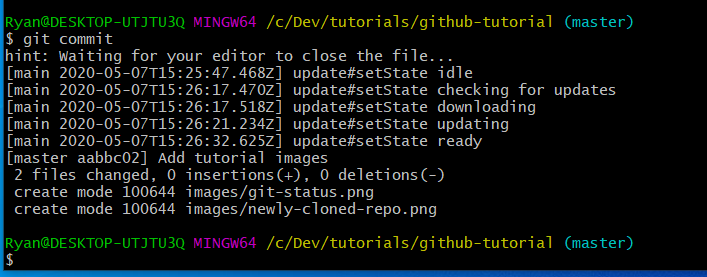 Ryan@DESKTOP-UTJTU3Q MINGW64 /c/Dev/tutorials/github-tutorial (master)
$ git commit
hint: Waiting for your editor to close the file...
[main 2020-05-07T15:25:47.468Z] update#setState idle
[main 2020-05-07T15:26:17.470Z] update#setState checking for updates
[main 2020-05-07T15:26:17.518Z] update#setState downloading
[main 2020-05-07T15:26:21.234Z] update#setState updating
[main 2020-05-07T15:26:32.625Z] update#setState ready
[master aabbc02] Add tutorial images
 2 files changed, 0 insertions(+), 0 deletions(-)
 create mode 100644 images/git-status.png
 create mode 100644 images/newly-cloned-repo.png
Ryan@DESKTOP-UTJTU3Q MINGW64 /c/Dev/tutorials/github-tutorial (master)
$